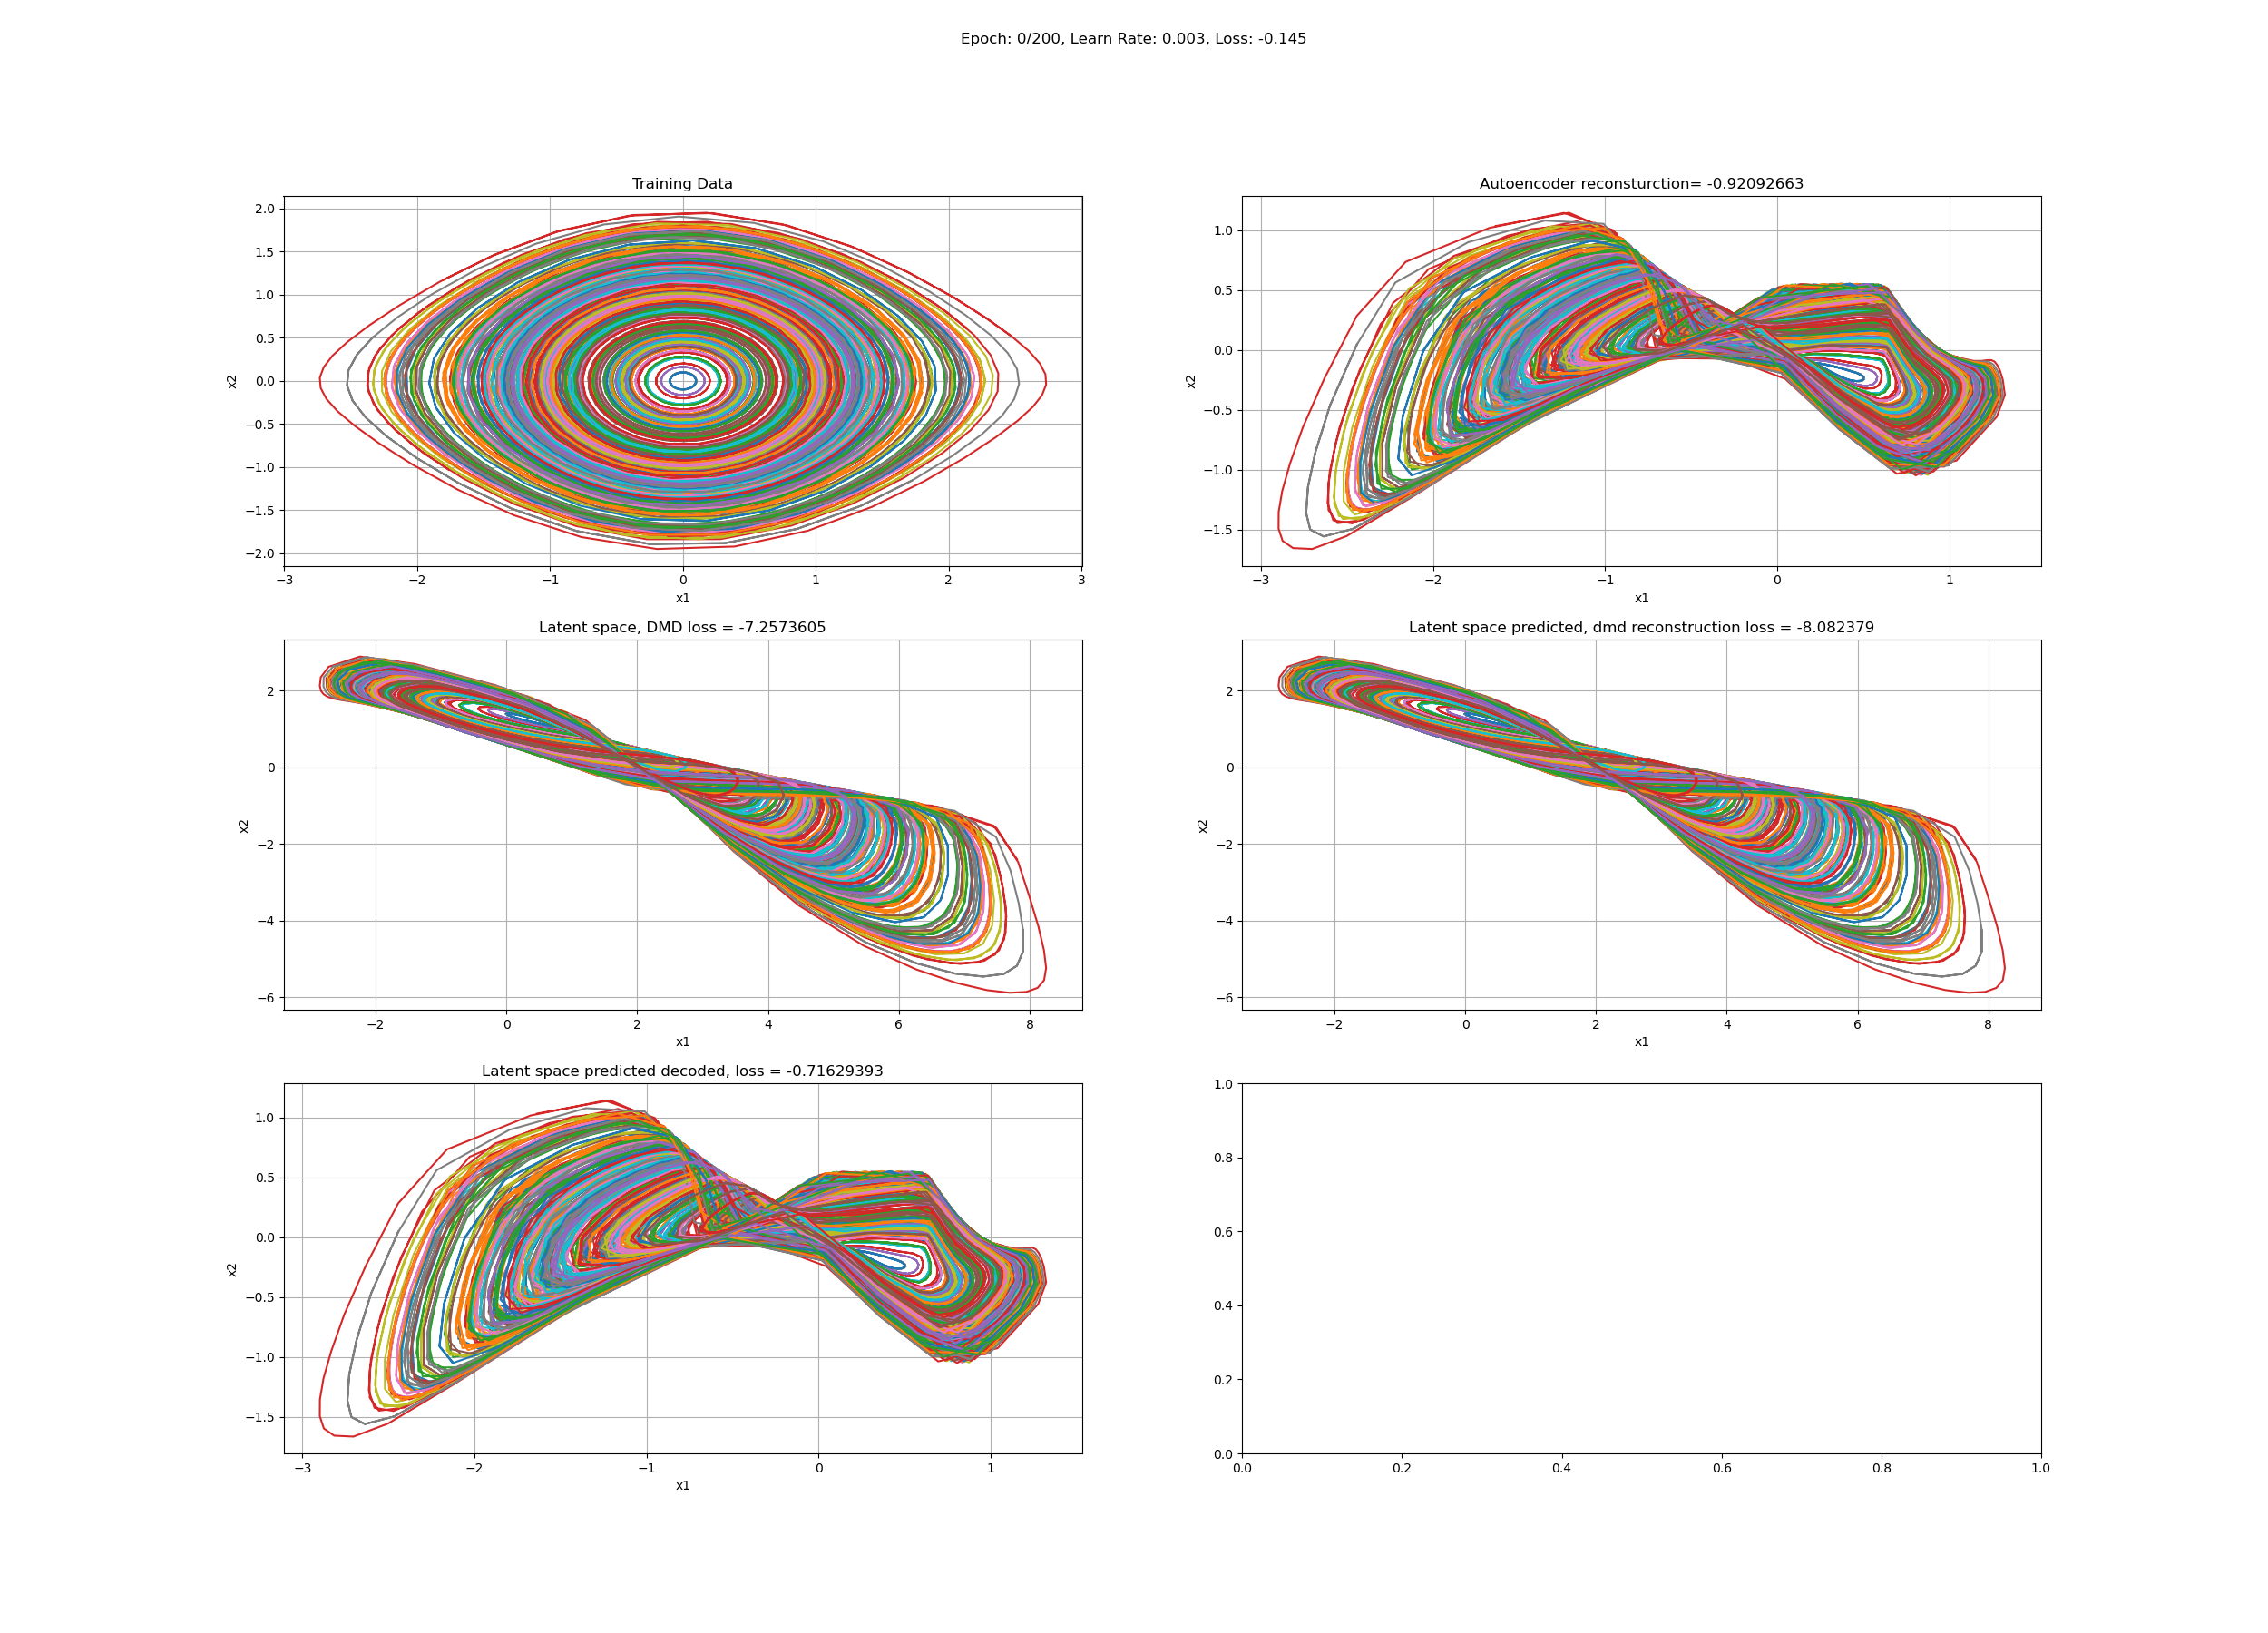 Epoch: 0/200, Learn Rate: 0.003, Loss: -0.145
Training Data
2.0
1.5
1.0
0.5
0.0
−0.5
−1.0
−1.5
−2.0
x2
−3 −2 −1 0 1 2 3
x1
Autoencoder reconsturction= -0.92092663
1.0
0.5
0.0
−0.5
−1.0
−1.5
x2
−3 −2 −1 0 1
x1
Latent space, DMD loss = -7.2573605
2
0
−2
−4
−6
x2
−2 0 2 4 6 8
x1
Latent space predicted, dmd reconstruction loss = -8.082379
2
0
−2
−4
−6
x2
−2 0 2 4 6 8
x1
Latent space predicted decoded, loss = -0.71629393
1.0
0.5
0.0
−0.5
−1.0
−1.5
x2
−3 −2 −1 0 1
x1
1.0
0.8
0.6
0.4
0.2
0.0
0.0 0.2 0.4 0.6 0.8 1.0